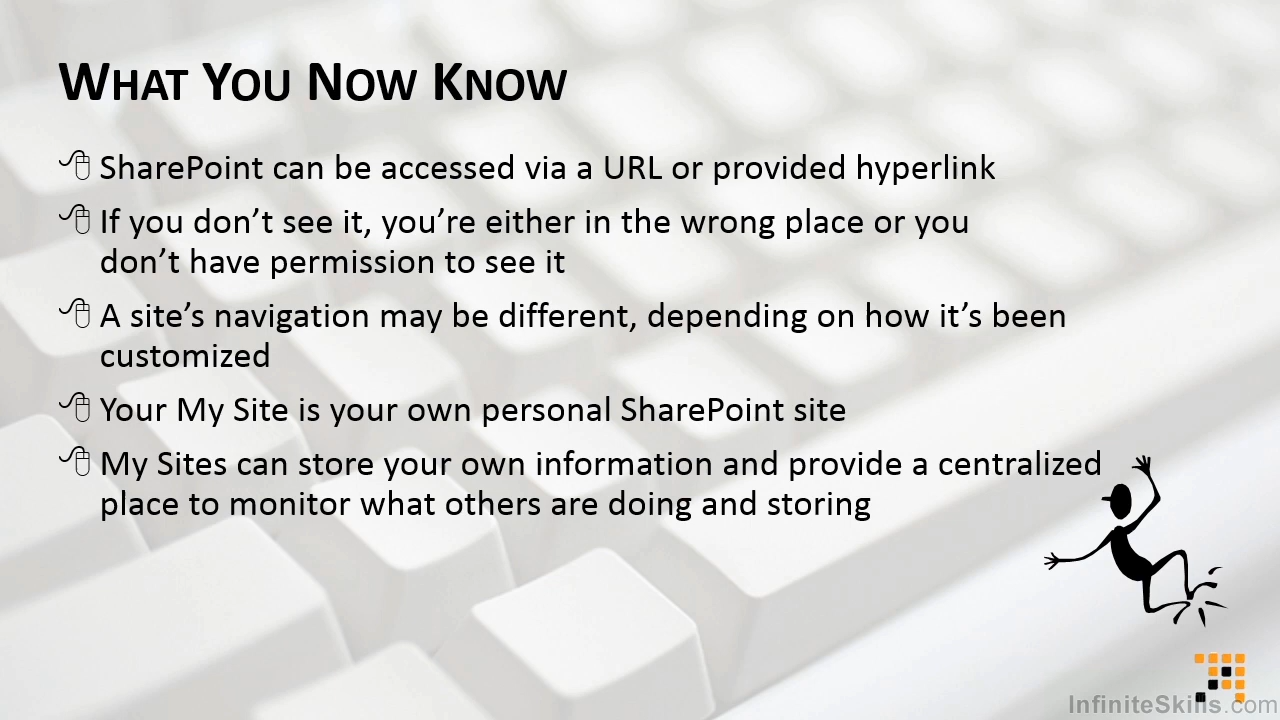 What You Now Know
SharePoint can be accessed via a URL or provided hyperlink
If you don’t see it, you’re either in the wrong place or you
don’t have permission to see it
A site’s navigation may be different, depending on how it’s been
customized
Your My Site is your own personal SharePoint site
My Sites can store your own information and provide a centralized
place to monitor what others are doing and storing
InfiniteSkills.com